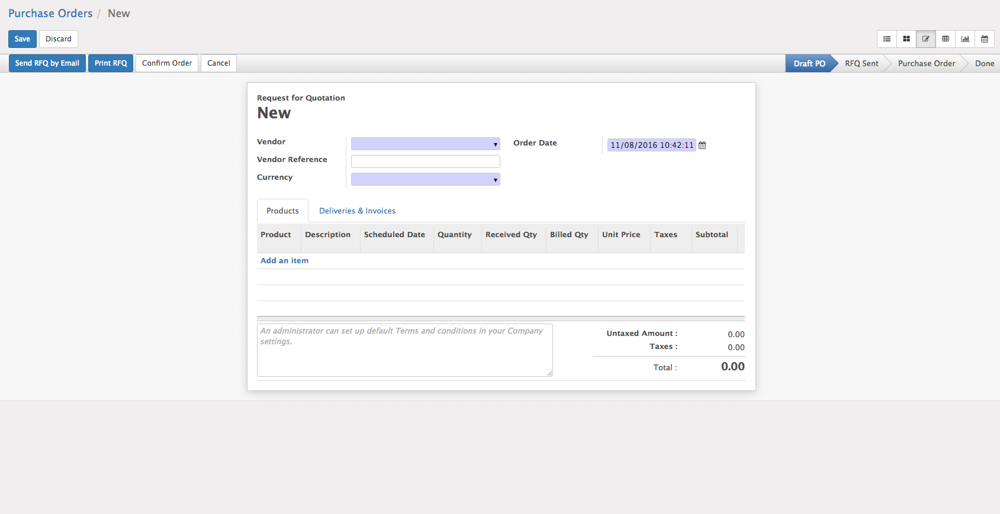 Purchase Orders / New
Save Discard
Send RFQ by Email Print RFQ Confirm Order Cancel Draft PO RFQ Sent Purchase Order Done
Request for Quotation
New
Vendor Order Date 11/08/2016 10:42:11
Vendor Reference
Currency
Products Deliveries & Invoices
Product Description Scheduled Date Quantity Received Qty Billed Qty Unit Price Taxes Subtotal
Add an item
An administrator can set up default Terms and conditions in your Company
settings.
Untaxed Amount : 0.00
Taxes : 0.00
Total : 0.00